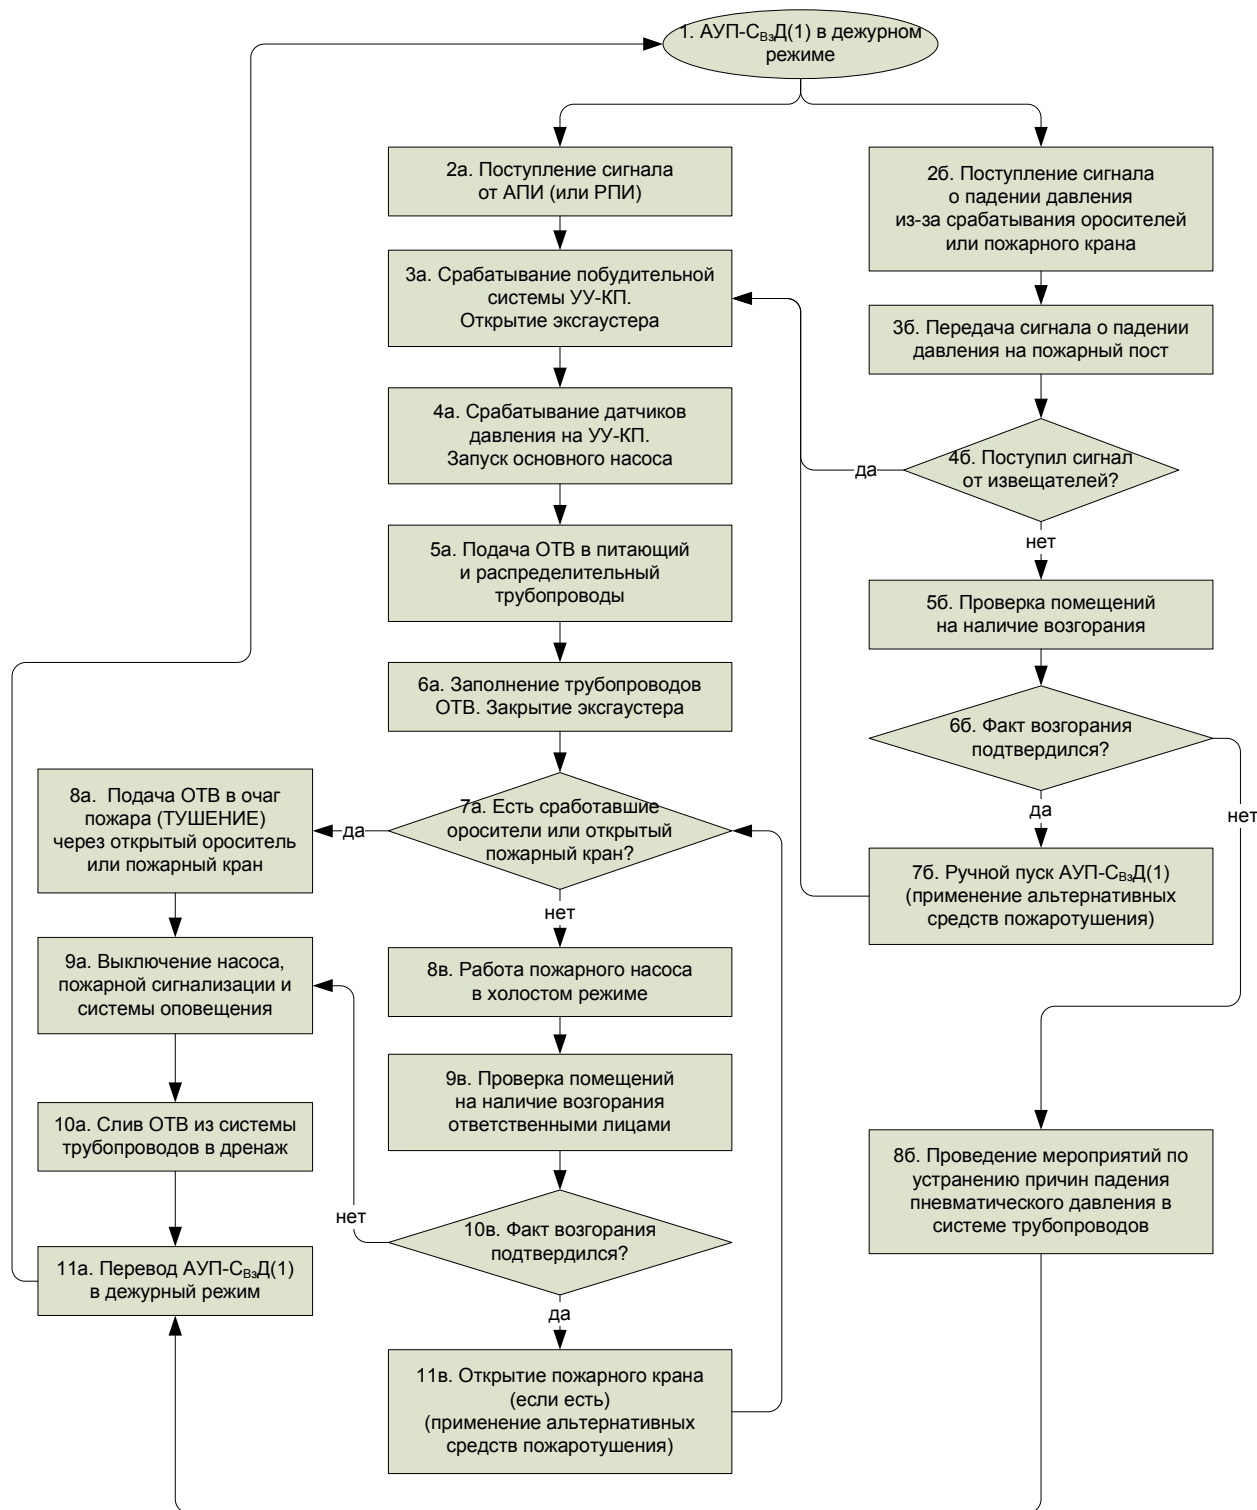 1. АУП-СВзД(1) в дежурном
режиме
2а. Поступление сигнала
от АПИ (или РПИ)
2б. Поступление сигнала
о падении давления
из-за срабатывания оросителей
или пожарного крана
3а. Срабатывание побудительной
системы УУ-КП.
Открытие эксгаустера
3б. Передача сигнала о падении
давления на пожарный пост
4а. Срабатывание датчиков
давления на УУ-КП.
Запуск основного насоса
4б. Поступил сигнал
от извещателей?
да
нет
5а. Подача ОТВ в питающий
и распределительный
трубопроводы
5б. Проверка помещений
на наличие возгорания
6а. Заполнение трубопроводов
ОТВ. Закрытие эксгаустера
6б. Факт возгорания
подтвердился?
да
нет
7а. Есть сработавшие
оросители или открытый
пожарный кран?
да
нет
8а. Подача ОТВ в очаг
пожара (ТУШЕНИЕ)
через открытый ороситель
или пожарный кран
7б. Ручной пуск АУП-СВзД(1)
(применение альтернативных
средств пожаротушения)
9а. Выключение насоса,
пожарной сигнализации и
системы оповещения
8в. Работа пожарного насоса
в холостом режиме
9в. Проверка помещений
на наличие возгорания
ответственными лицами
10а. Слив ОТВ из системы
трубопроводов в дренаж
8б. Проведение мероприятий по
устранению причин падения
пневматического давления в
системе трубопроводов
10в. Факт возгорания
подтвердился?
нет
да
11а. Перевод АУП-СВзД(1)
в дежурный режим
11в. Открытие пожарного крана
(если есть)
(применение альтернативных
средств пожаротушения)